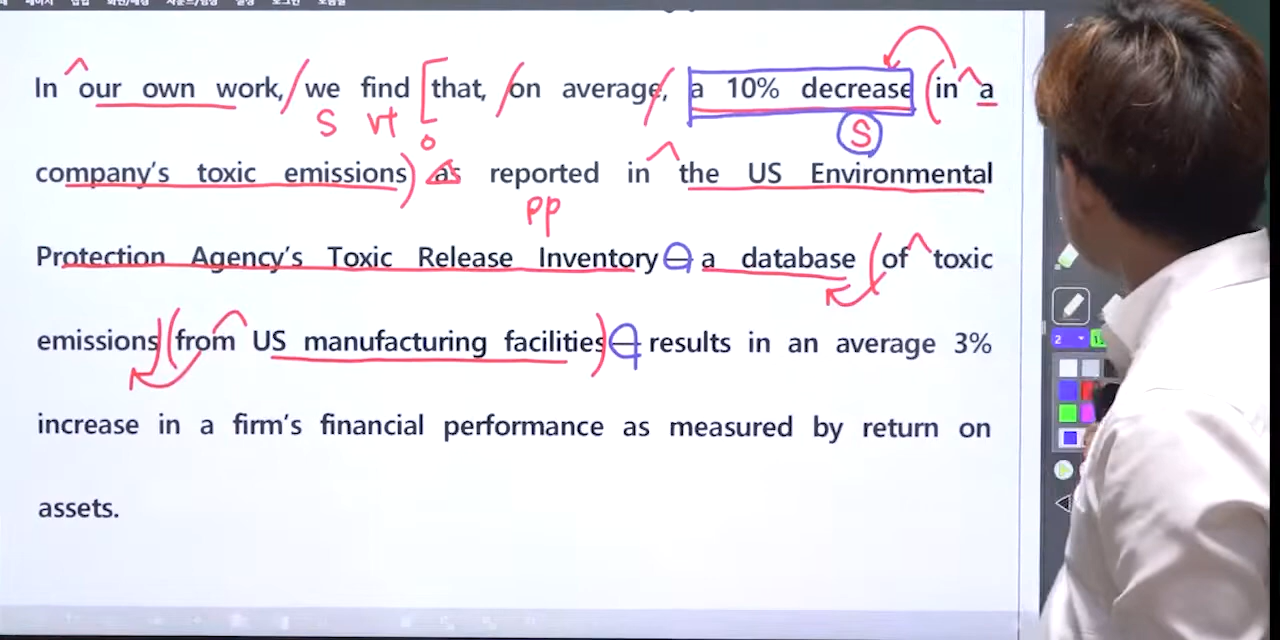 In our own work, we find that, on average, a 10% decrease in a
S vt o S
company's toxic emissions as reported in the US Environmental
pp
Protection Agency's Toxic Release Inventory — a database of toxic
emissions from US manufacturing facilities — results in an average 3%
increase in a firm's financial performance as measured by return on
assets.
2